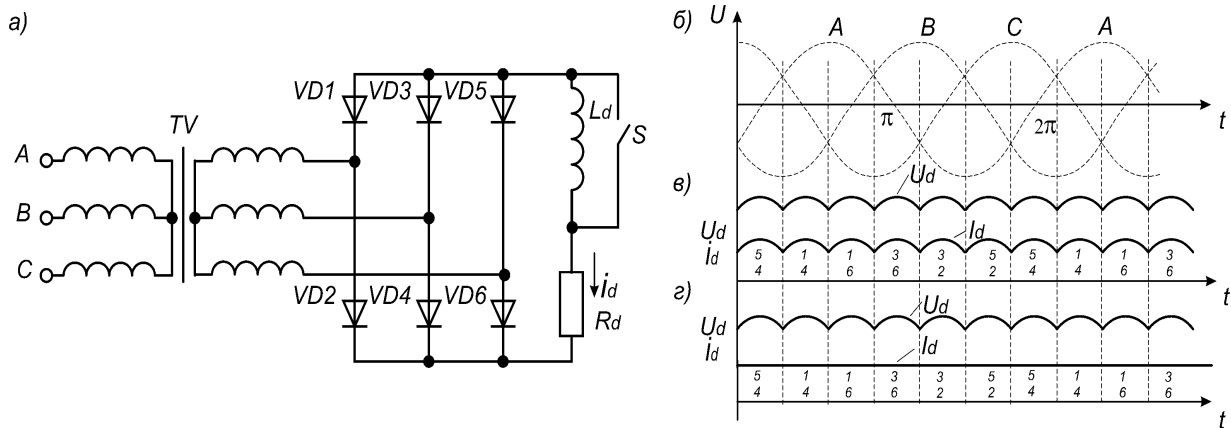 а)
VD1 VD3 VD5
TV
A
B
C
Ld
S
VD2 VD4 VD6
id
Rd
б) U
A B C A
π 2π
t
в)
Ud
Id
Ud
id
5 1 1 3 3 5 5 1 1 3
4 4 6 6 2 2 4 4 6 6
t
г)
Ud
Ud
id
Id
5 1 1 3 3 5 5 1 1 3
4 4 6 6 2 2 4 4 6 6
t